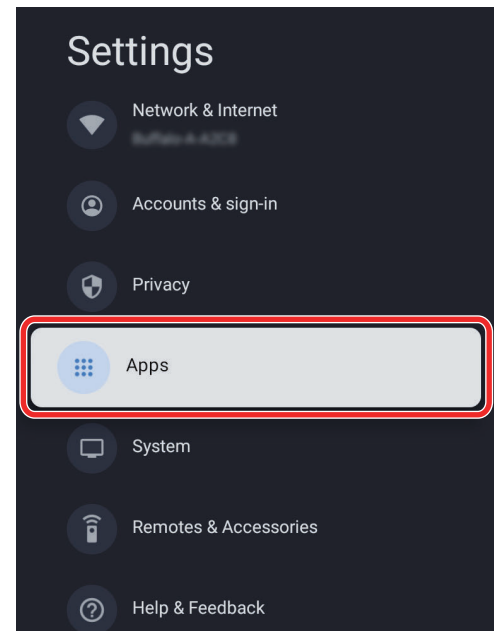 Settings
Network & Internet
Accounts & sign-in
Privacy
Apps
System
Remotes & Accessories
Help & Feedback